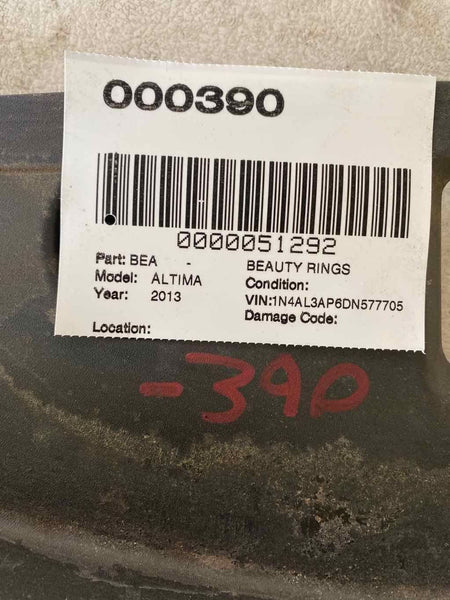 000390
0000051292
Part: BEA - BEAUTY RINGS
Model: ALTIMA Condition:
Year: 2013 VIN:1N4AL3AP6DN577705
Damage Code:
Location:
-390